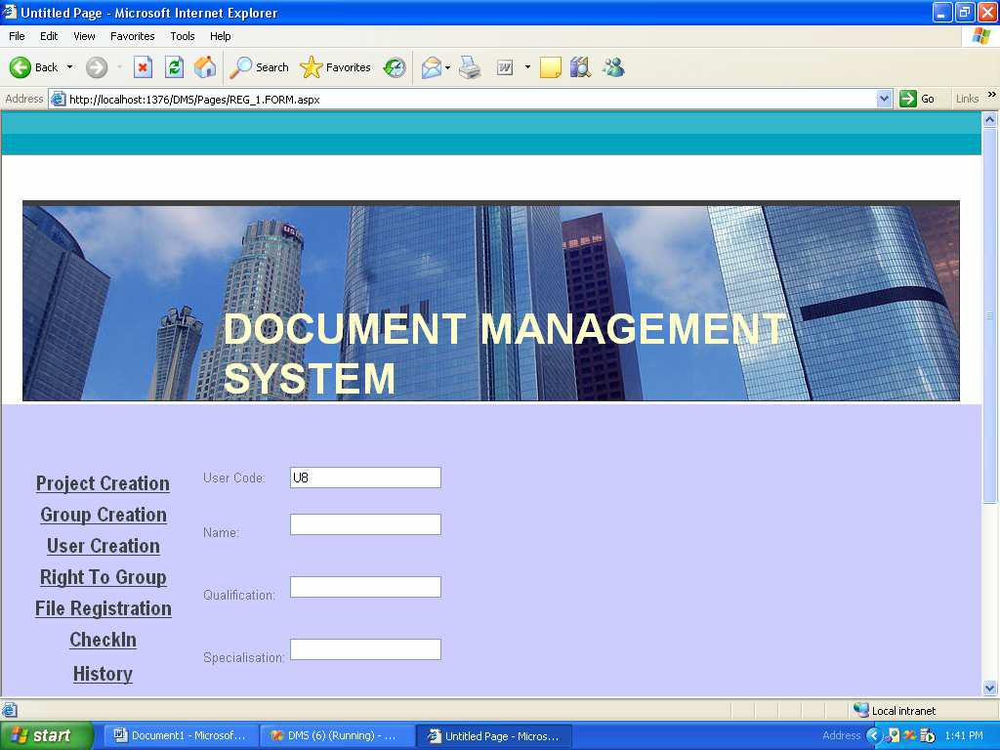 Untitled Page - Microsoft Internet Explorer
File Edit View Favorites Tools Help
Back Search Favorites
Address http://localhost:1376/DMS/Pages/REG_1.FORM.aspx Go Links »
DOCUMENT MANAGEMENT
SYSTEM
Project Creation
Group Creation
User Creation
Right To Group
File Registration
CheckIn
History
User Code: U8
Name:
Qualification:
Specialisation:
Local intranet
start Document1 - Microsof... DMS (6) (Running) - ... Untitled Page - Micros... Address 1:41 PM